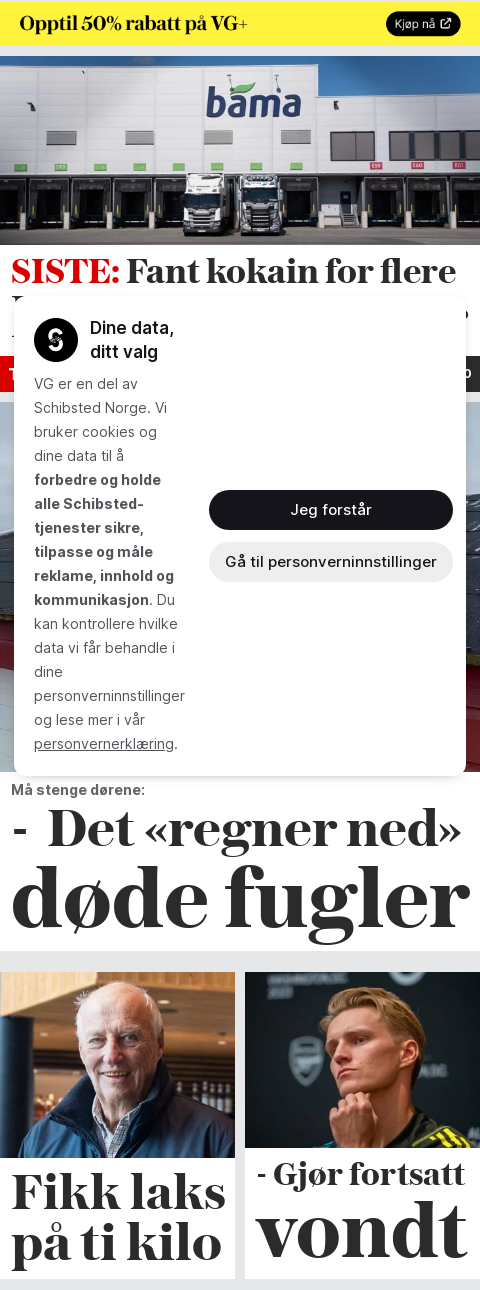 Opptil 50% rabatt på VG+
Kjøp nå
bama
SISTE: Fant kokain for flere
Dine data,
ditt valg
VG er en del av
Schibsted Norge. Vi
bruker cookies og
dine data til å
forbedre og holde
alle Schibsted-
tjenester sikre,
tilpasse og måle
reklame, innhold og
kommunikasjon. Du
kan kontrollere hvilke
data vi får behandle i
dine
personverninnstillinger
og lese mer i vår
personvernerklæring.
Jeg forstår
Gå til personverninnstillinger
Må stenge dørene:
- Det «regner ned»
døde fugler
Fikk laks
på ti kilo
- Gjør fortsatt
vondt